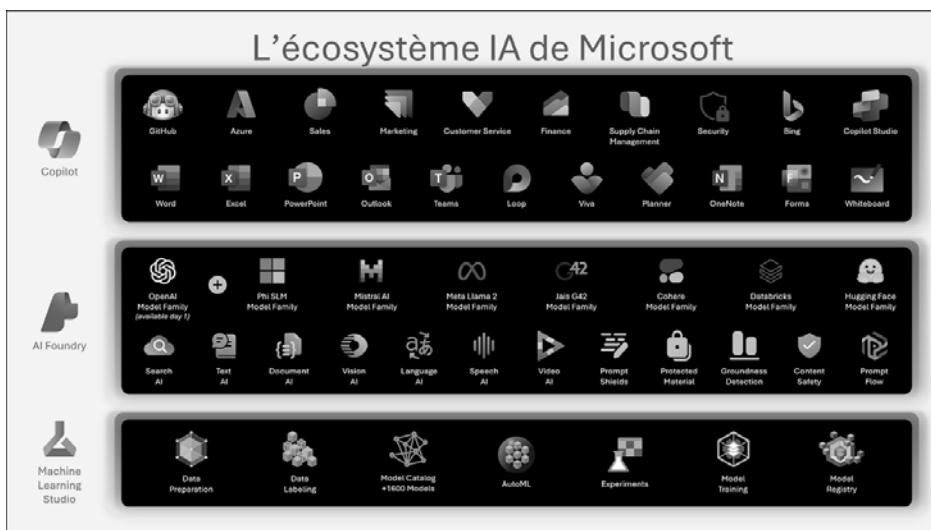 L'écosystème IA de Microsoft
Copilot
GitHub
Azure
Sales
Marketing
Customer Service
Finance
Supply Chain
Management
Security
Bing
Copilot Studio
Word
Excel
PowerPoint
Outlook
Teams
Loop
Viva
Planner
OneNote
Forms
Whiteboard
AI Foundry
OpenAI
Model Family
(available day 1)
Phi SLM
Model Family
Mistral AI
Model Family
Meta Llama 2
Model Family
G42
Jais G42
Model Family
Cohere
Model Family
Databricks
Model Family
Hugging Face
Model Family
Search
AI
Text
AI
Document
AI
Vision
AI
Language
AI
Speech
AI
Video
AI
Prompt
Shields
Protected
Material
Groundness
Detection
Content
Safety
Prompt
Flow
Machine
Learning
Studio
Data
Preparation
Data
Labeling
Model Catalog
+1600 Models
AutoML
Experiments
Model
Training
Model
Registry